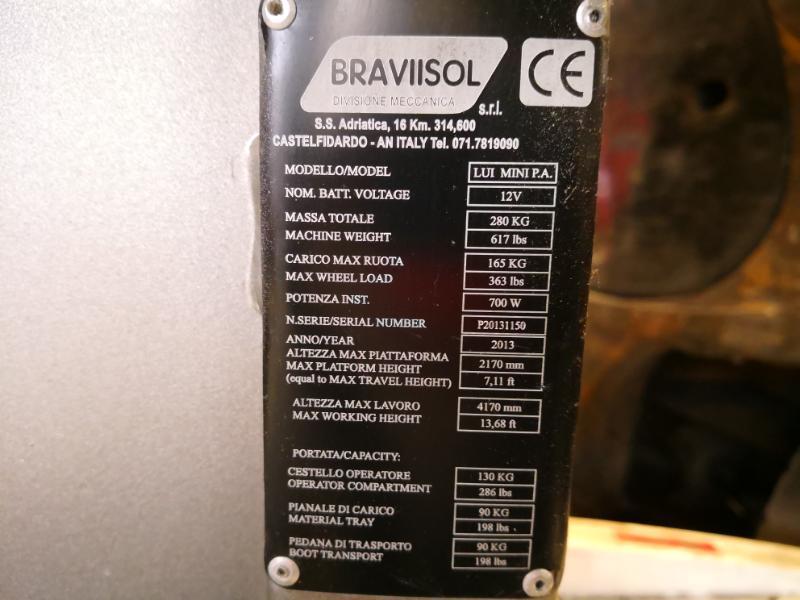 BRAVIISOL
DIVISIONE MECCANICA
s.r.l.
CE
S.S. Adriatica, 16 Km. 314,600
CASTELFIDARDO - AN ITALY Tel. 071.7819090
MODELLO/MODEL LUI MINI P.A.
NOM. BATT. VOLTAGE 12V
MASSA TOTALE 280 KG
MACHINE WEIGHT 617 lbs
CARICO MAX RUOTA 165 KG
MAX WHEEL LOAD 363 lbs
POTENZA INST. 700 W
N.SERIE/SERIAL NUMBER P20131150
ANNO/YEAR 2013
ALTEZZA MAX PIATTAFORMA 2170 mm
MAX PLATFORM HEIGHT
(equal to MAX TRAVEL HEIGHT) 7,11 ft
ALTEZZA MAX LAVORO 4170 mm
MAX WORKING HEIGHT 13,68 ft
PORTATA/CAPACITY:
CESTELLO OPERATORE 130 KG
OPERATOR COMPARTMENT 286 lbs
PIANALE DI CARICO 90 KG
MATERIAL TRAY 198 lbs
PEDANA DI TRASPORTO 90 KG
BOOT TRANSPORT 198 lbs